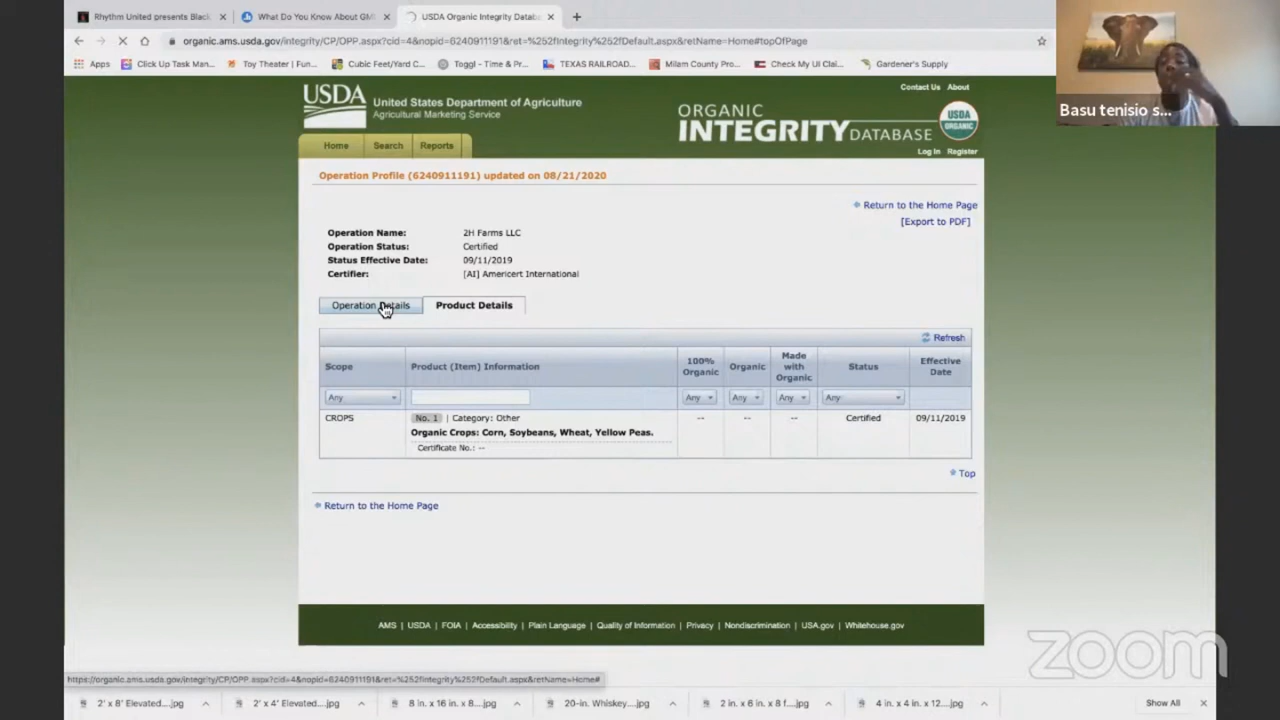 Rhythm United presents Black
What Do You Know About GM
USDA Organic Integrity Databa
organic.ams.usda.gov/integrity/CP/OPP.aspx?cid=4&nopid=6240911191&ret=%252fIntegrity%252fDefault.aspx&retName=Home#topOfPage
Apps
Click Up Task Man...
Toy Theater | Fun...
Cubic Feet/Yard C...
Toggl - Time & Pr...
TEXAS RAILROAD...
Milam County Pro...
Check My UI Clai...
Gardener's Supply
Basu tenisio s...
Contact Us About
USDA
United States Department of Agriculture
Agricultural Marketing Service
ORGANIC
INTEGRITY DATABASE
USDA
ORGANIC
Log In Register
Home Search Reports
Operation Profile (6240911191) updated on 08/21/2020
Return to the Home Page
[Export to PDF]
Operation Name: 2H Farms LLC
Operation Status: Certified
Status Effective Date: 09/11/2019
Certifier: [AI] Americert International
Operation Details Product Details
Refresh
Scope Product (Item) Information 100% Organic Organic Made with Organic Status Effective Date
Any Any Any Any Any
CROPS No. 1 | Category: Other -- -- -- Certified 09/11/2019
Organic Crops: Corn, Soybeans, Wheat, Yellow Peas.
Certificate No.: --
Top
Return to the Home Page
AMS | USDA | FOIA | Accessibility | Plain Language | Quality of Information | Privacy | Nondiscrimination | USA.gov | Whitehouse.gov
zoom
https://organic.ams.usda.gov/integrity/CP/OPP.aspx?cid=4&nopid=6240911191&ret=%252fIntegrity%252fDefault.aspx&retName=Home#
2' x 8' Elevated....jpg
2' x 4' Elevated....jpg
8 in. x 16 in. x 8....jpg
20-in. Whiskey....jpg
2 in. x 6 in. x 8 f....jpg
4 in. x 4 in. x 12....jpg
Show All